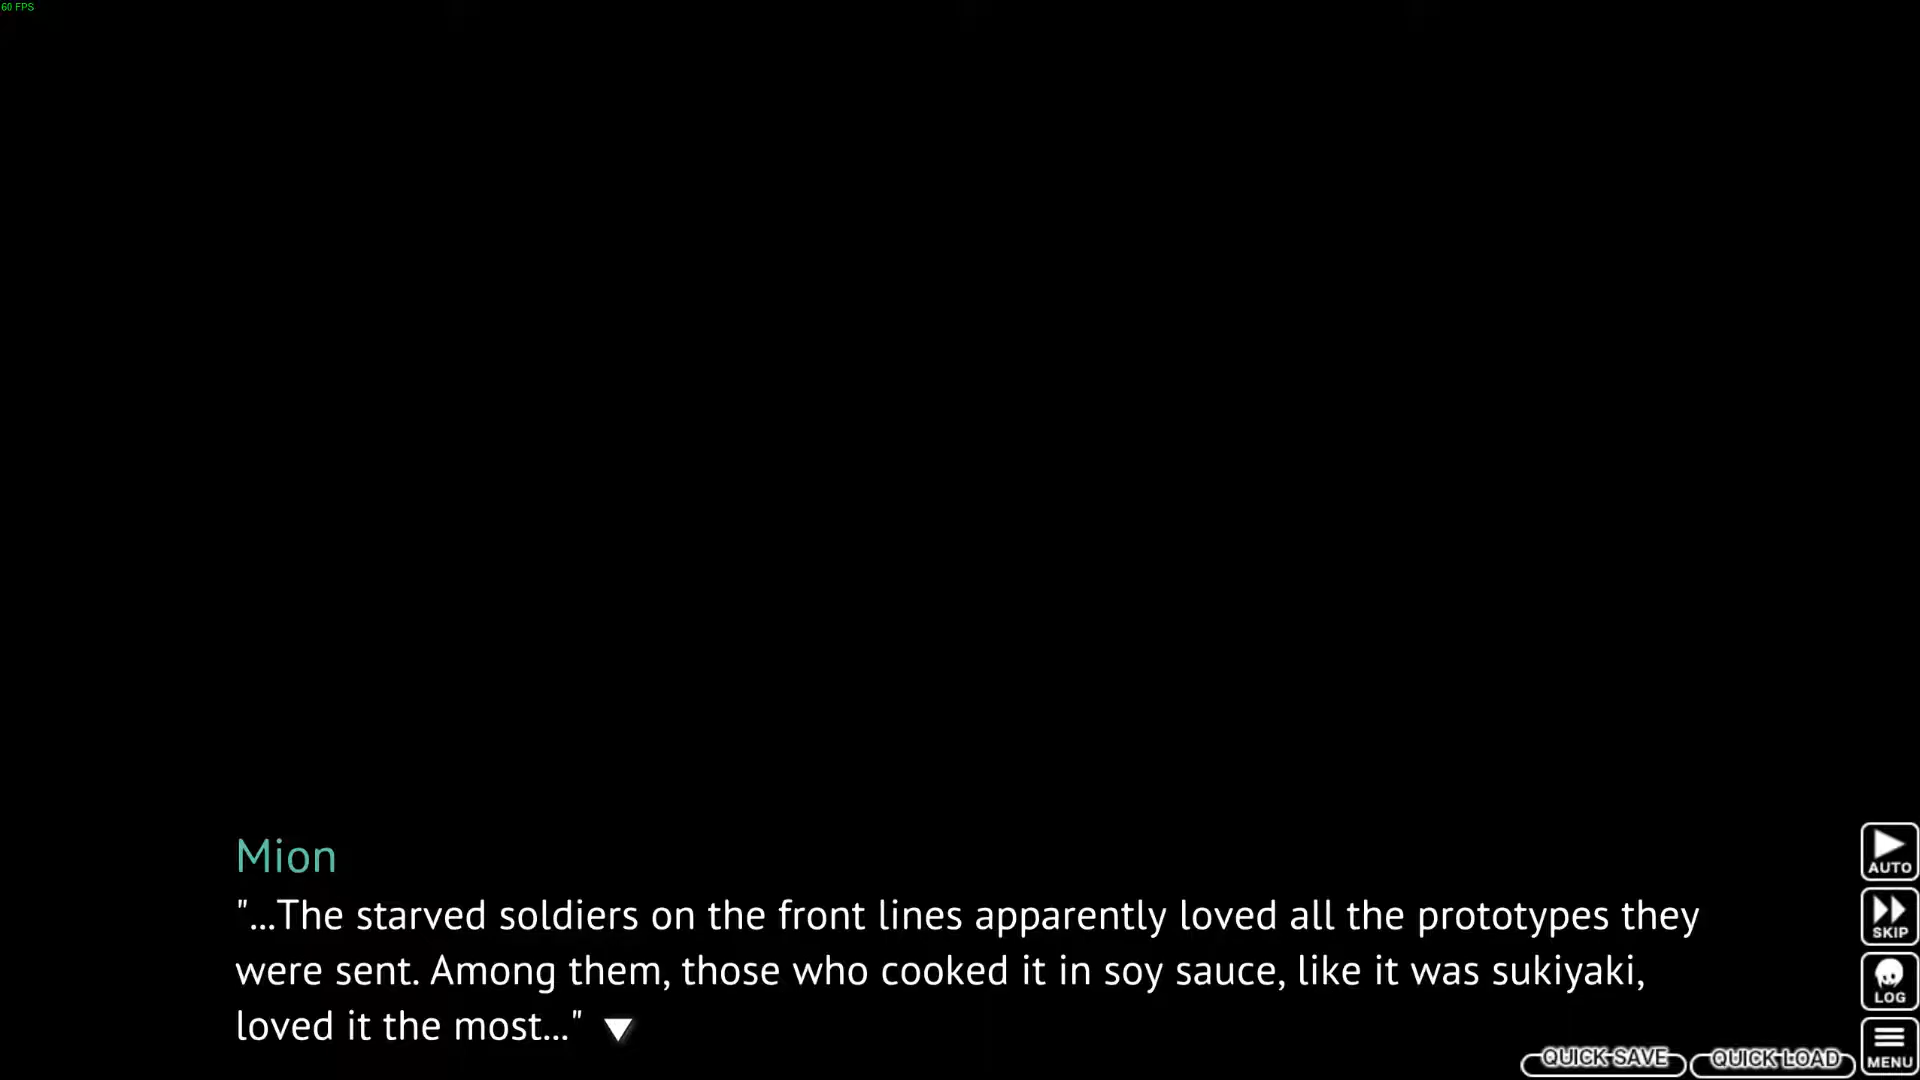 60 FPS
Mion
"...The starved soldiers on the front lines apparently loved all the prototypes they
were sent. Among them, those who cooked it in soy sauce, like it was sukiyaki,
loved it the most..."
AUTO
SKIP
LOG
MENU
QUICK SAVE
QUICK LOAD